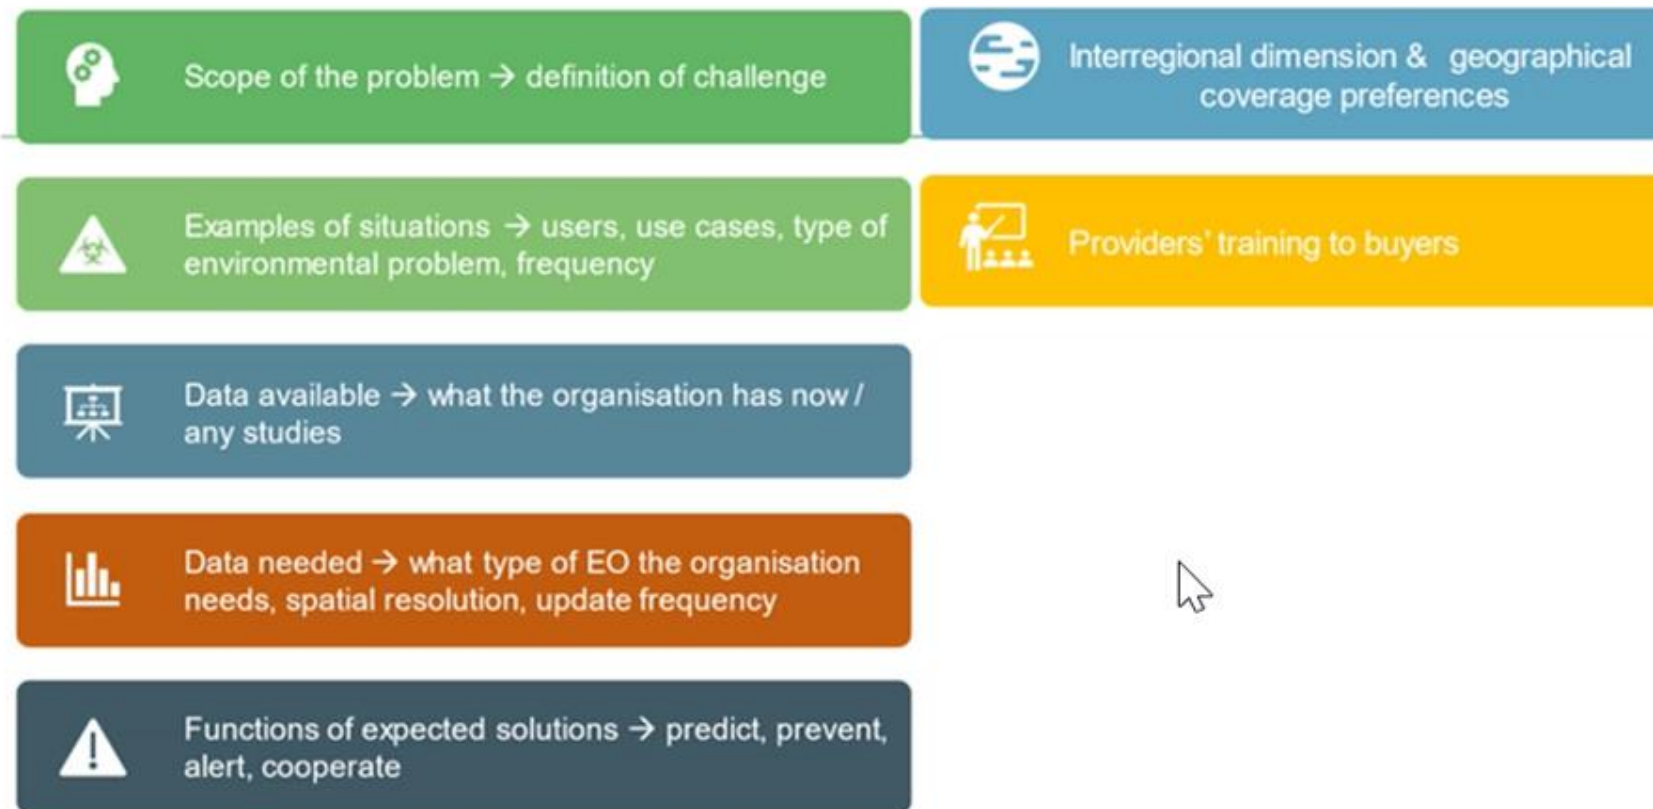 Scope of the problem → definition of challenge
Examples of situations → users, use cases, type of
environmental problem, frequency
Data available → what the organisation has now /
any studies
Data needed → what type of EO the organisation
needs, spatial resolution, update frequency
Functions of expected solutions → predict, prevent,
alert, cooperate
Interregional dimension & geographical
coverage preferences
Providers' training to buyers